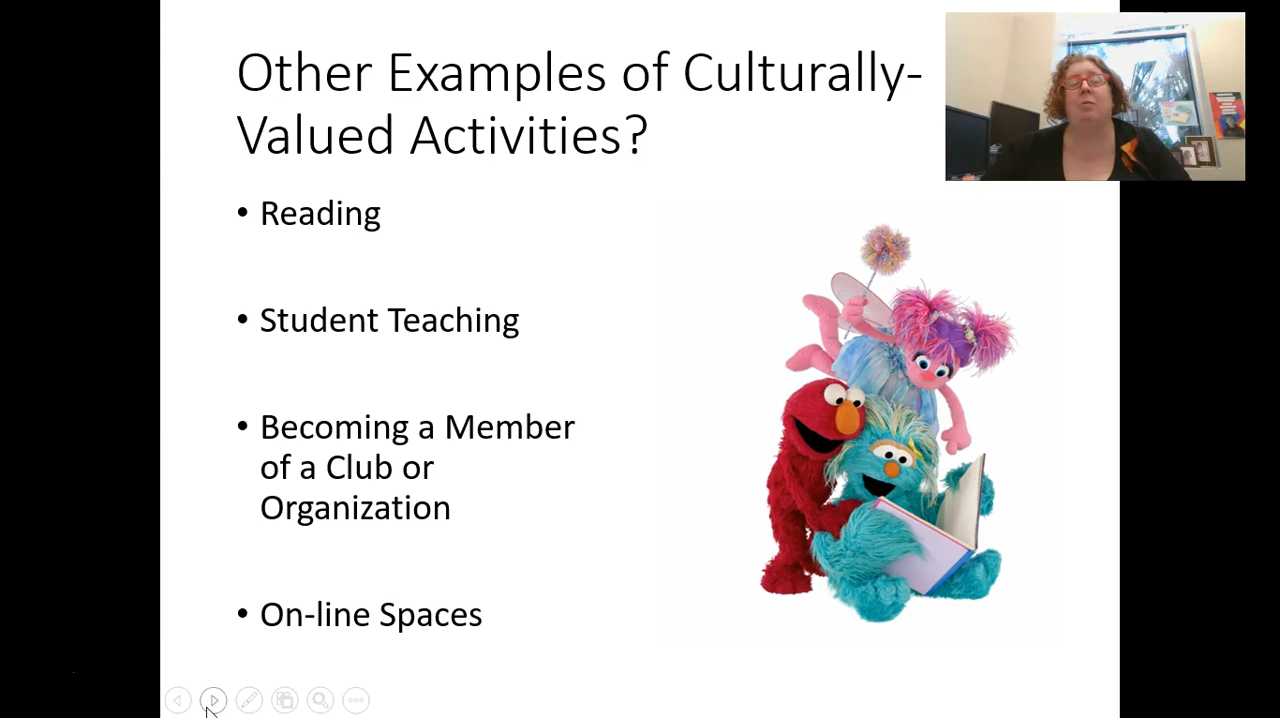 Other Examples of Culturally-
Valued Activities?
• Reading
• Student Teaching
• Becoming a Member
of a Club or
Organization
• On-line Spaces